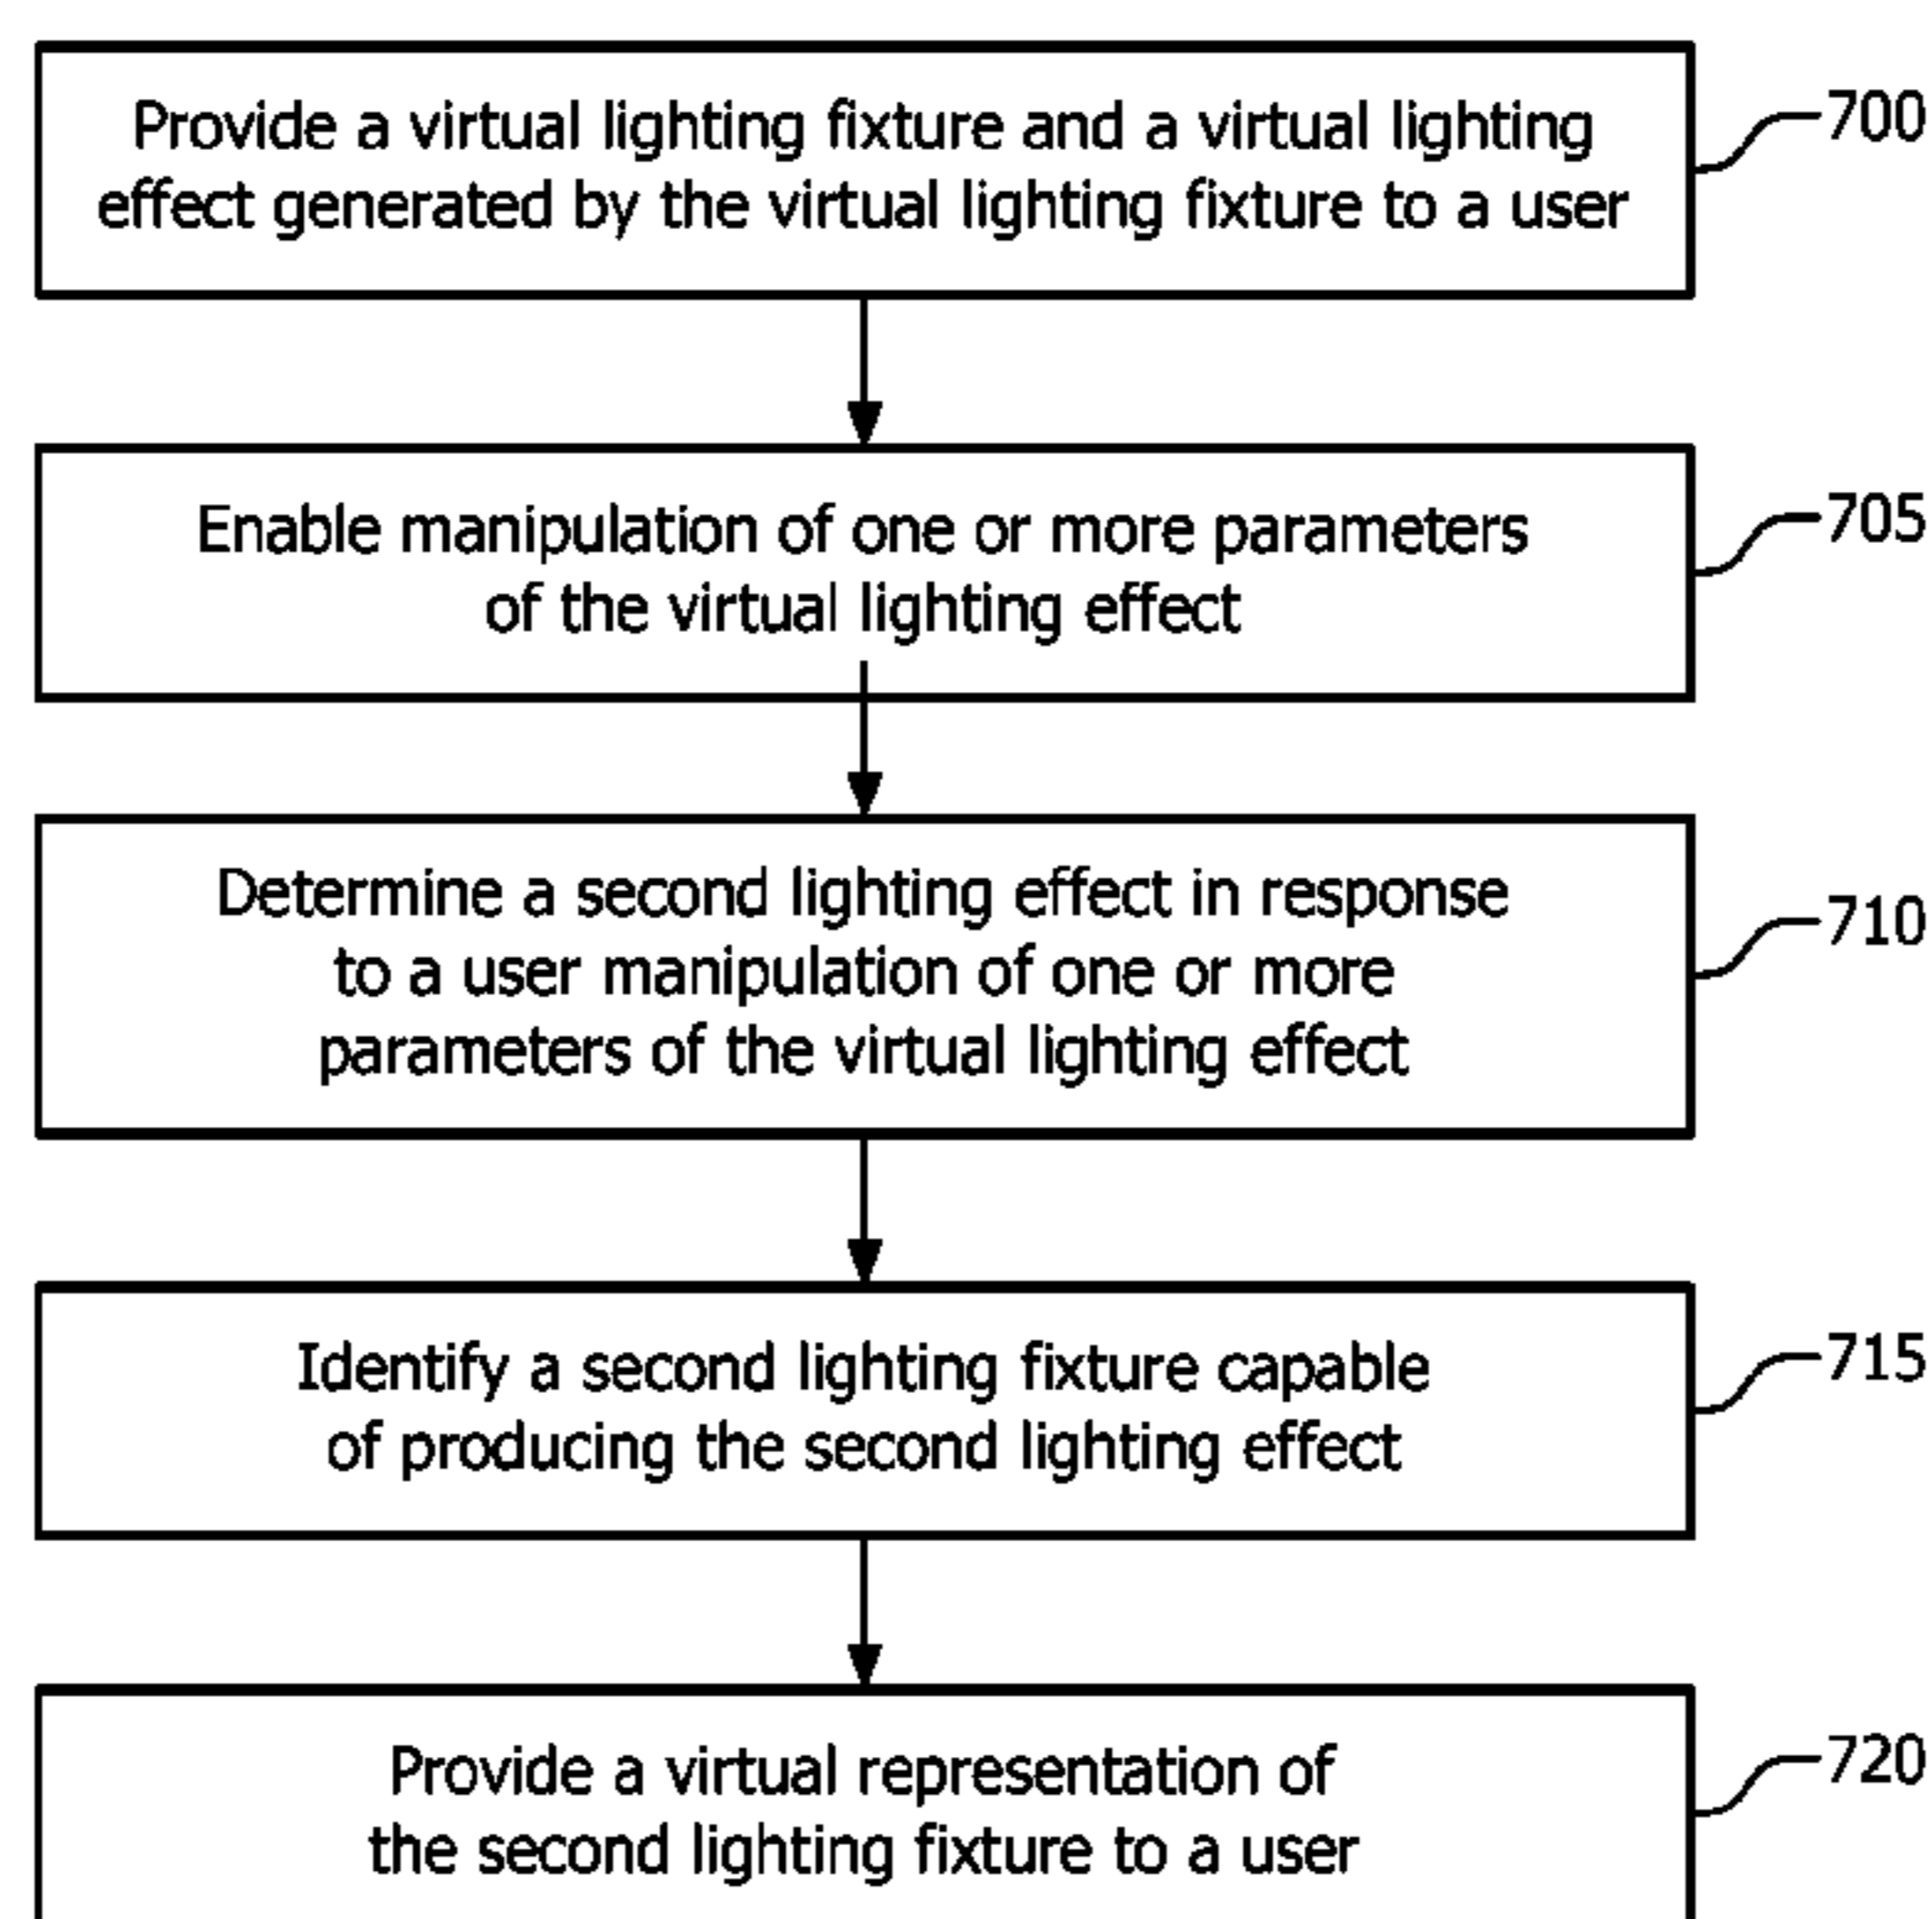 Provide a virtual lighting fixture and a virtual lighting
effect generated by the virtual lighting fixture to a user
700
Enable manipulation of one or more parameters
of the virtual lighting effect
705
Determine a second lighting effect in response
to a user manipulation of one or more
parameters of the virtual lighting effect
710
Identify a second lighting fixture capable
of producing the second lighting effect
715
Provide a virtual representation of
the second lighting fixture to a user
720